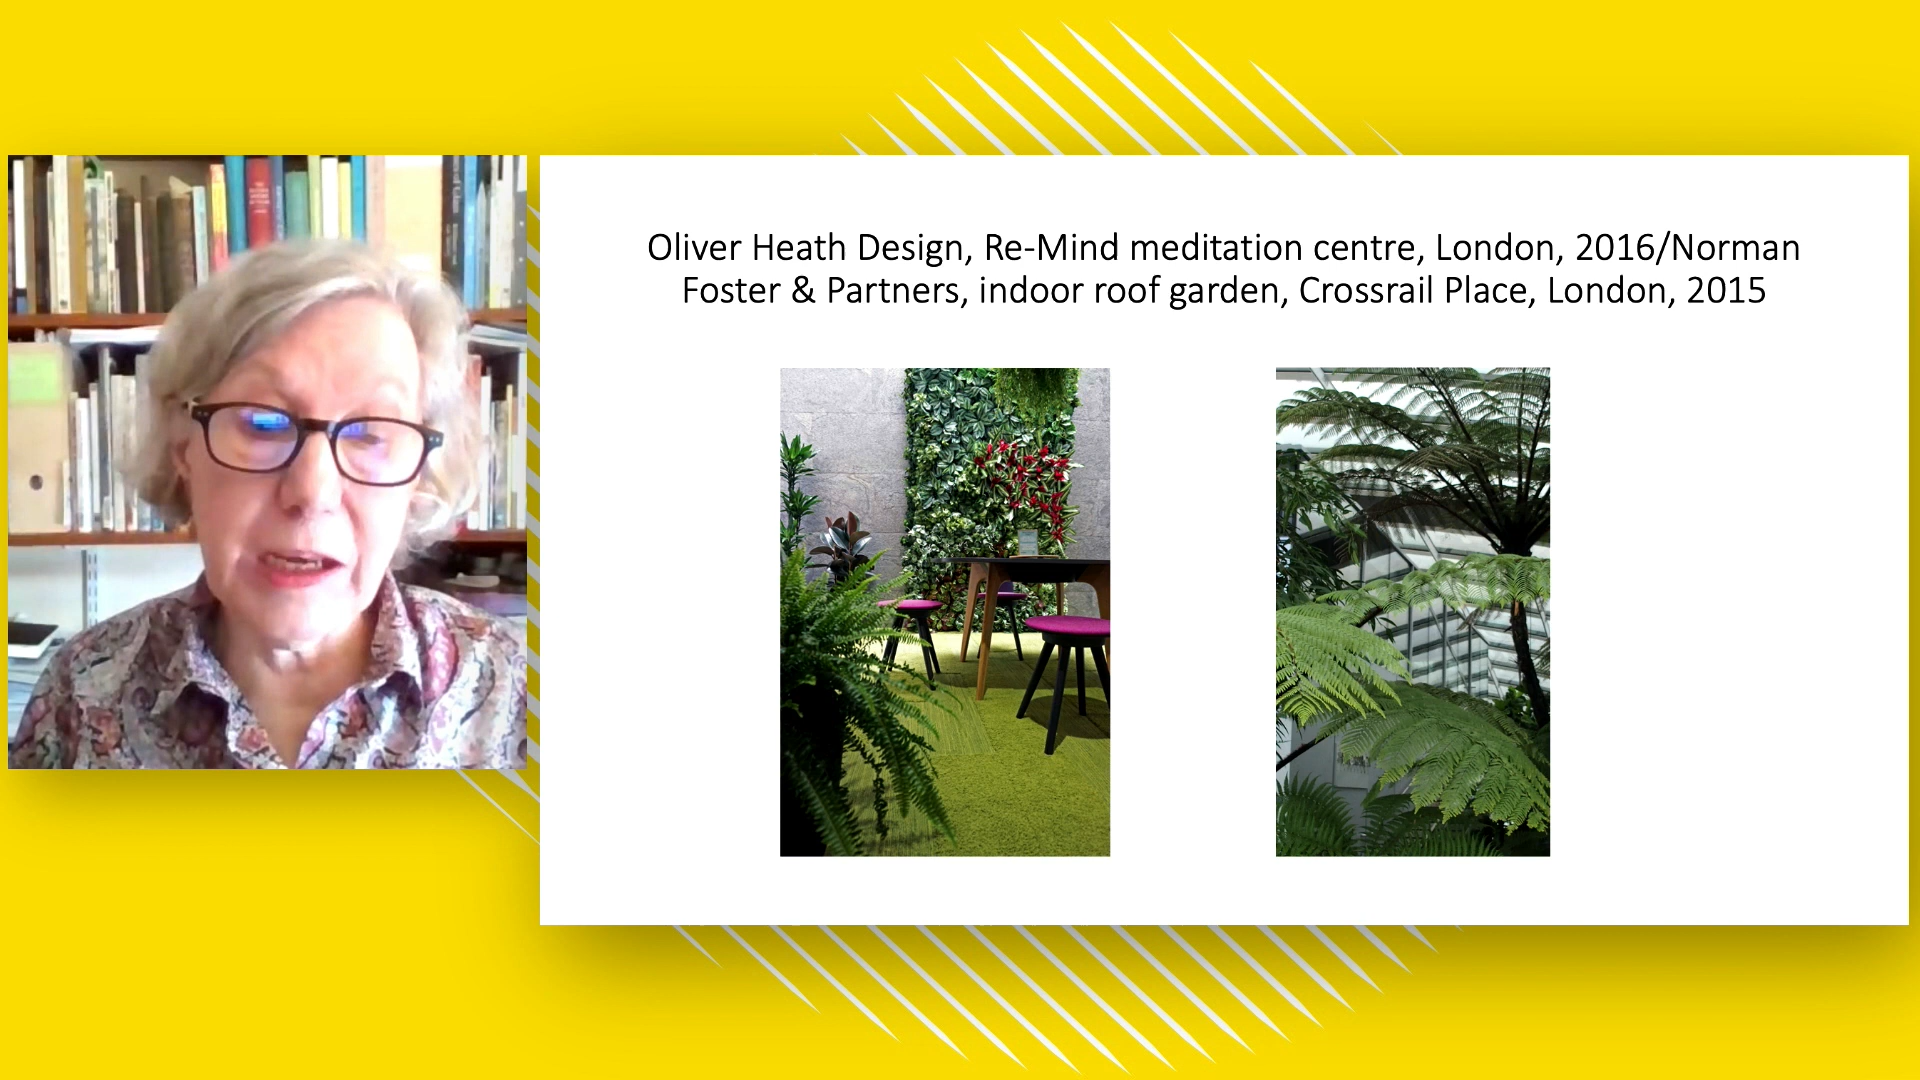 Oliver Heath Design, Re-Mind meditation centre, London, 2016/Norman
Foster & Partners, indoor roof garden, Crossrail Place, London, 2015